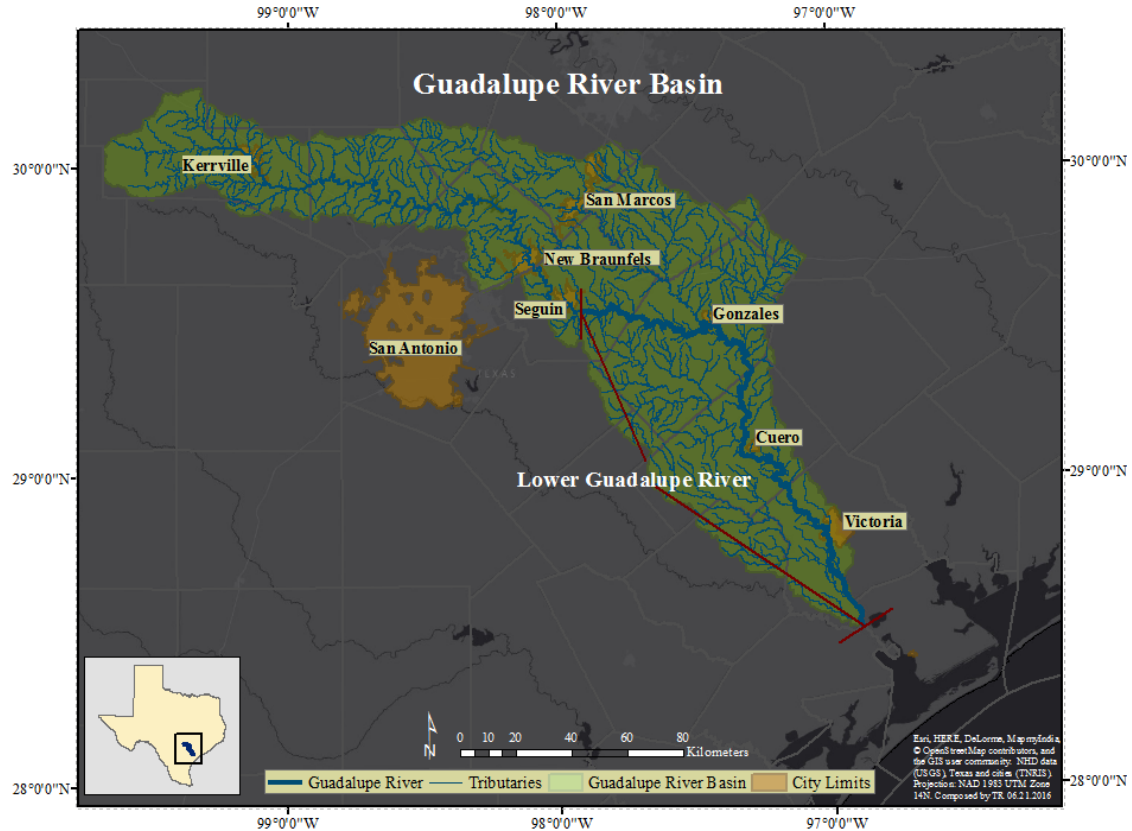 99°0'0"W 98°0'0"W 97°0'0"W
Guadalupe River Basin
30°0'0"N
30°0'0"N
Kerrville
San Marcos
New Braunfels
Seguin
Gonzales
San Antonio
TEXAS
Cuero
29°0'0"N
29°0'0"N
Lower Guadalupe River
Victoria
N
0 10 20 40 60 80
Kilometers
Esri, HERE, DeLorme, MapmyIndia,
© OpenStreetMap contributors, and
the GIS user community. NHD data
(USGS), Texas and cities (TNRIS).
Projection: NAD 1983 UTM Zone
14N. Composed by TR 06.21.2016
Guadalupe River Tributaries Guadalupe River Basin City Limits
28°0'0"N
28°0'0"N
99°0'0"W 98°0'0"W 97°0'0"W